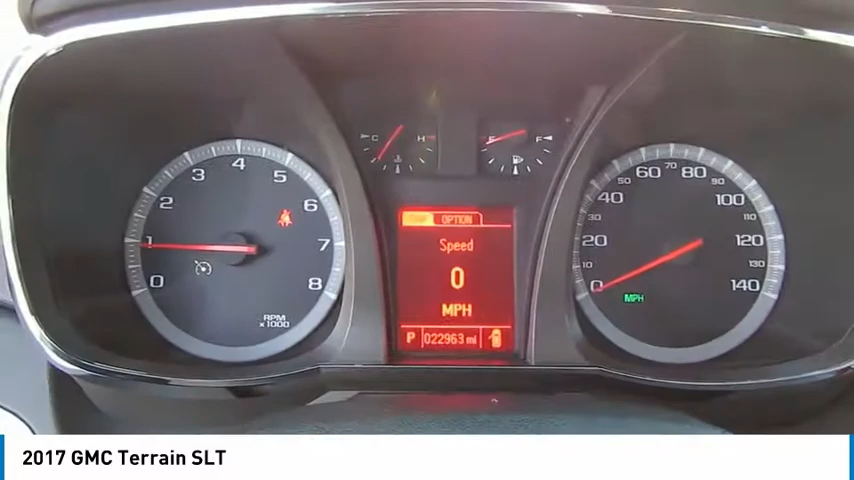 0 1 2 3 4 5 6 7 8
RPM
x1000
C H
E F
OPTION
Speed
0
MPH
P 022963 mi
0 10 20 30 40 50 60 70 80 90 100 110 120 130 140
MPH
2017 GMC Terrain SLT